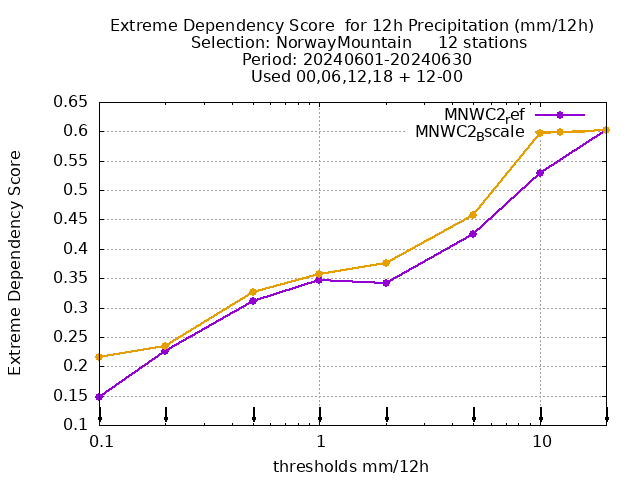 Extreme Dependency Score  for 12h Precipitation (mm/12h)
Selection: NorwayMountain     12 stations
Period: 20240601-20240630
Used 00,06,12,18 + 12-00
MNWC2ref
MNWC2Bscale
Extreme Dependency Score
0.65
0.6
0.55
0.5
0.45
0.4
0.35
0.3
0.25
0.2
0.15
0.1
0.1 1 10
thresholds mm/12h